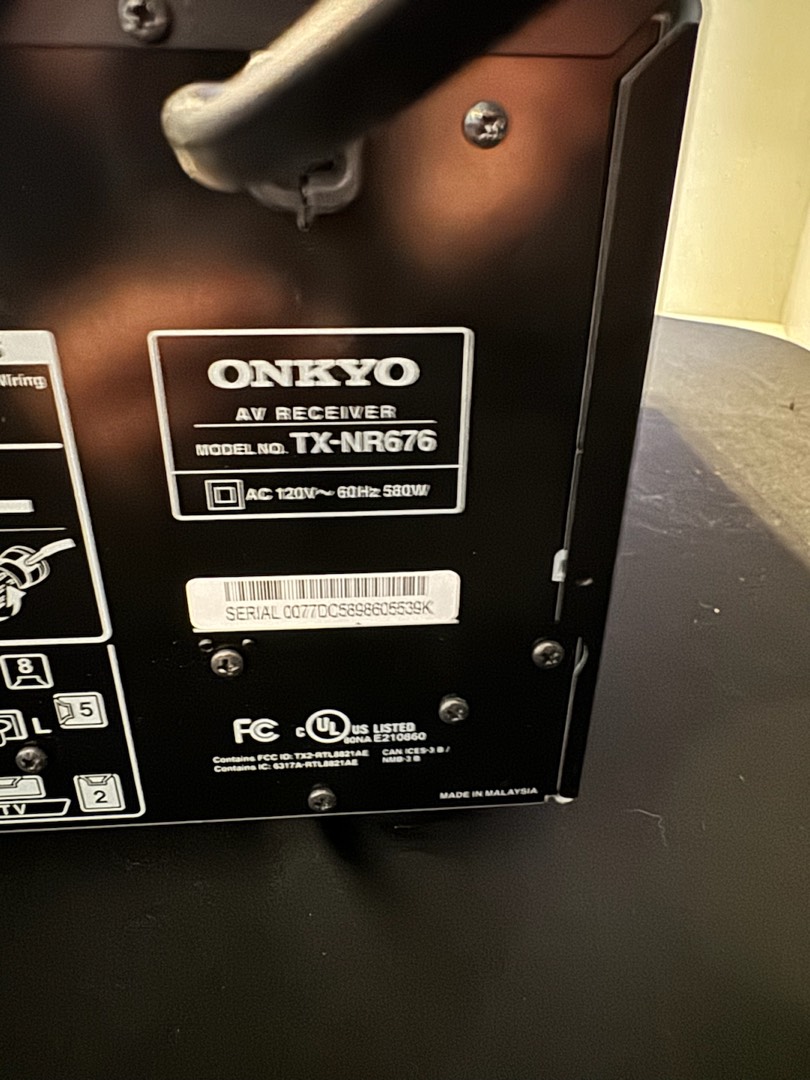 Wiring
ONKYO
AV RECEIVER
MODEL NO. TX-NR676
AC 120V～ 60Hz 580W
SERIAL 0077DC5898605539K
8
L
5
2
TV
FC
c UL US LISTED
80NA E210860
Contains FCC ID: TX2-RTL8821AE
Contains IC: 6317A-RTL8821AE
CAN ICES-3 B /
NMB-3 B
MADE IN MALAYSIA